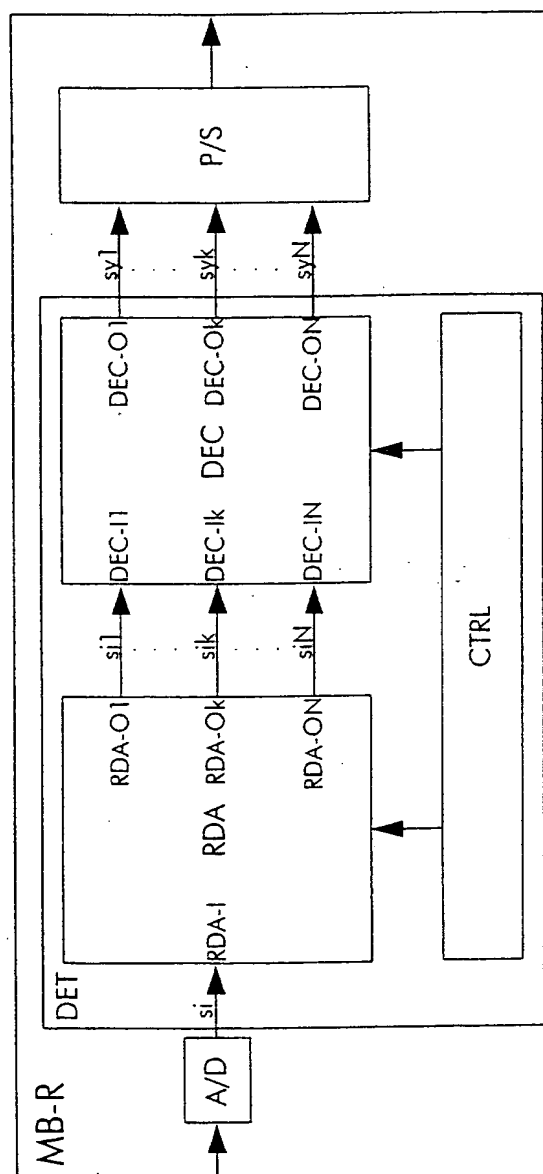 MB-R
DET
A/D
si
RDA-I
RDA
RDA-O1
RDA-Ok
RDA-ON
si1
sik
siN
DEC-I1
DEC-Ik
DEC-IN
DEC
DEC-O1
DEC-Ok
DEC-ON
sy1
syk
syN
P/S
CTRL